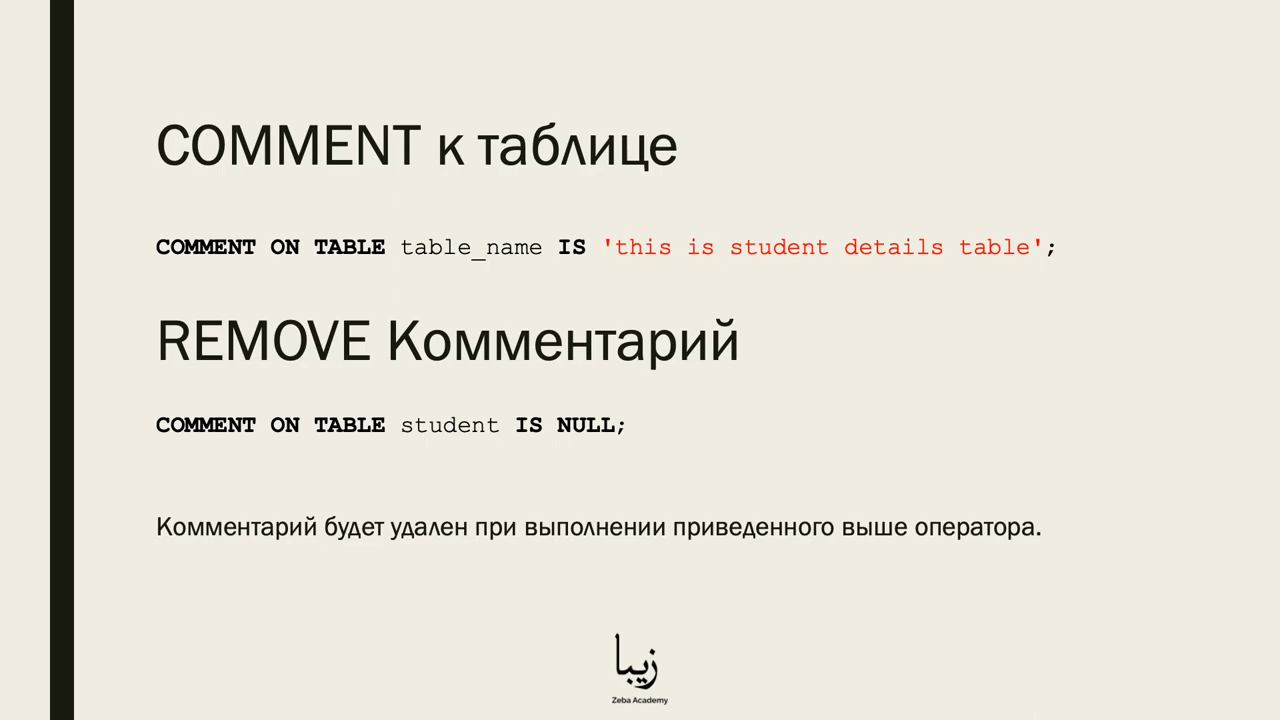 COMMENT к таблице
COMMENT ON TABLE table_name IS 'this is student details table';
REMOVE Комментарий
COMMENT ON TABLE student IS NULL;
Комментарий будет удален при выполнении приведенного выше оператора.
زيبا
Zeba Academy